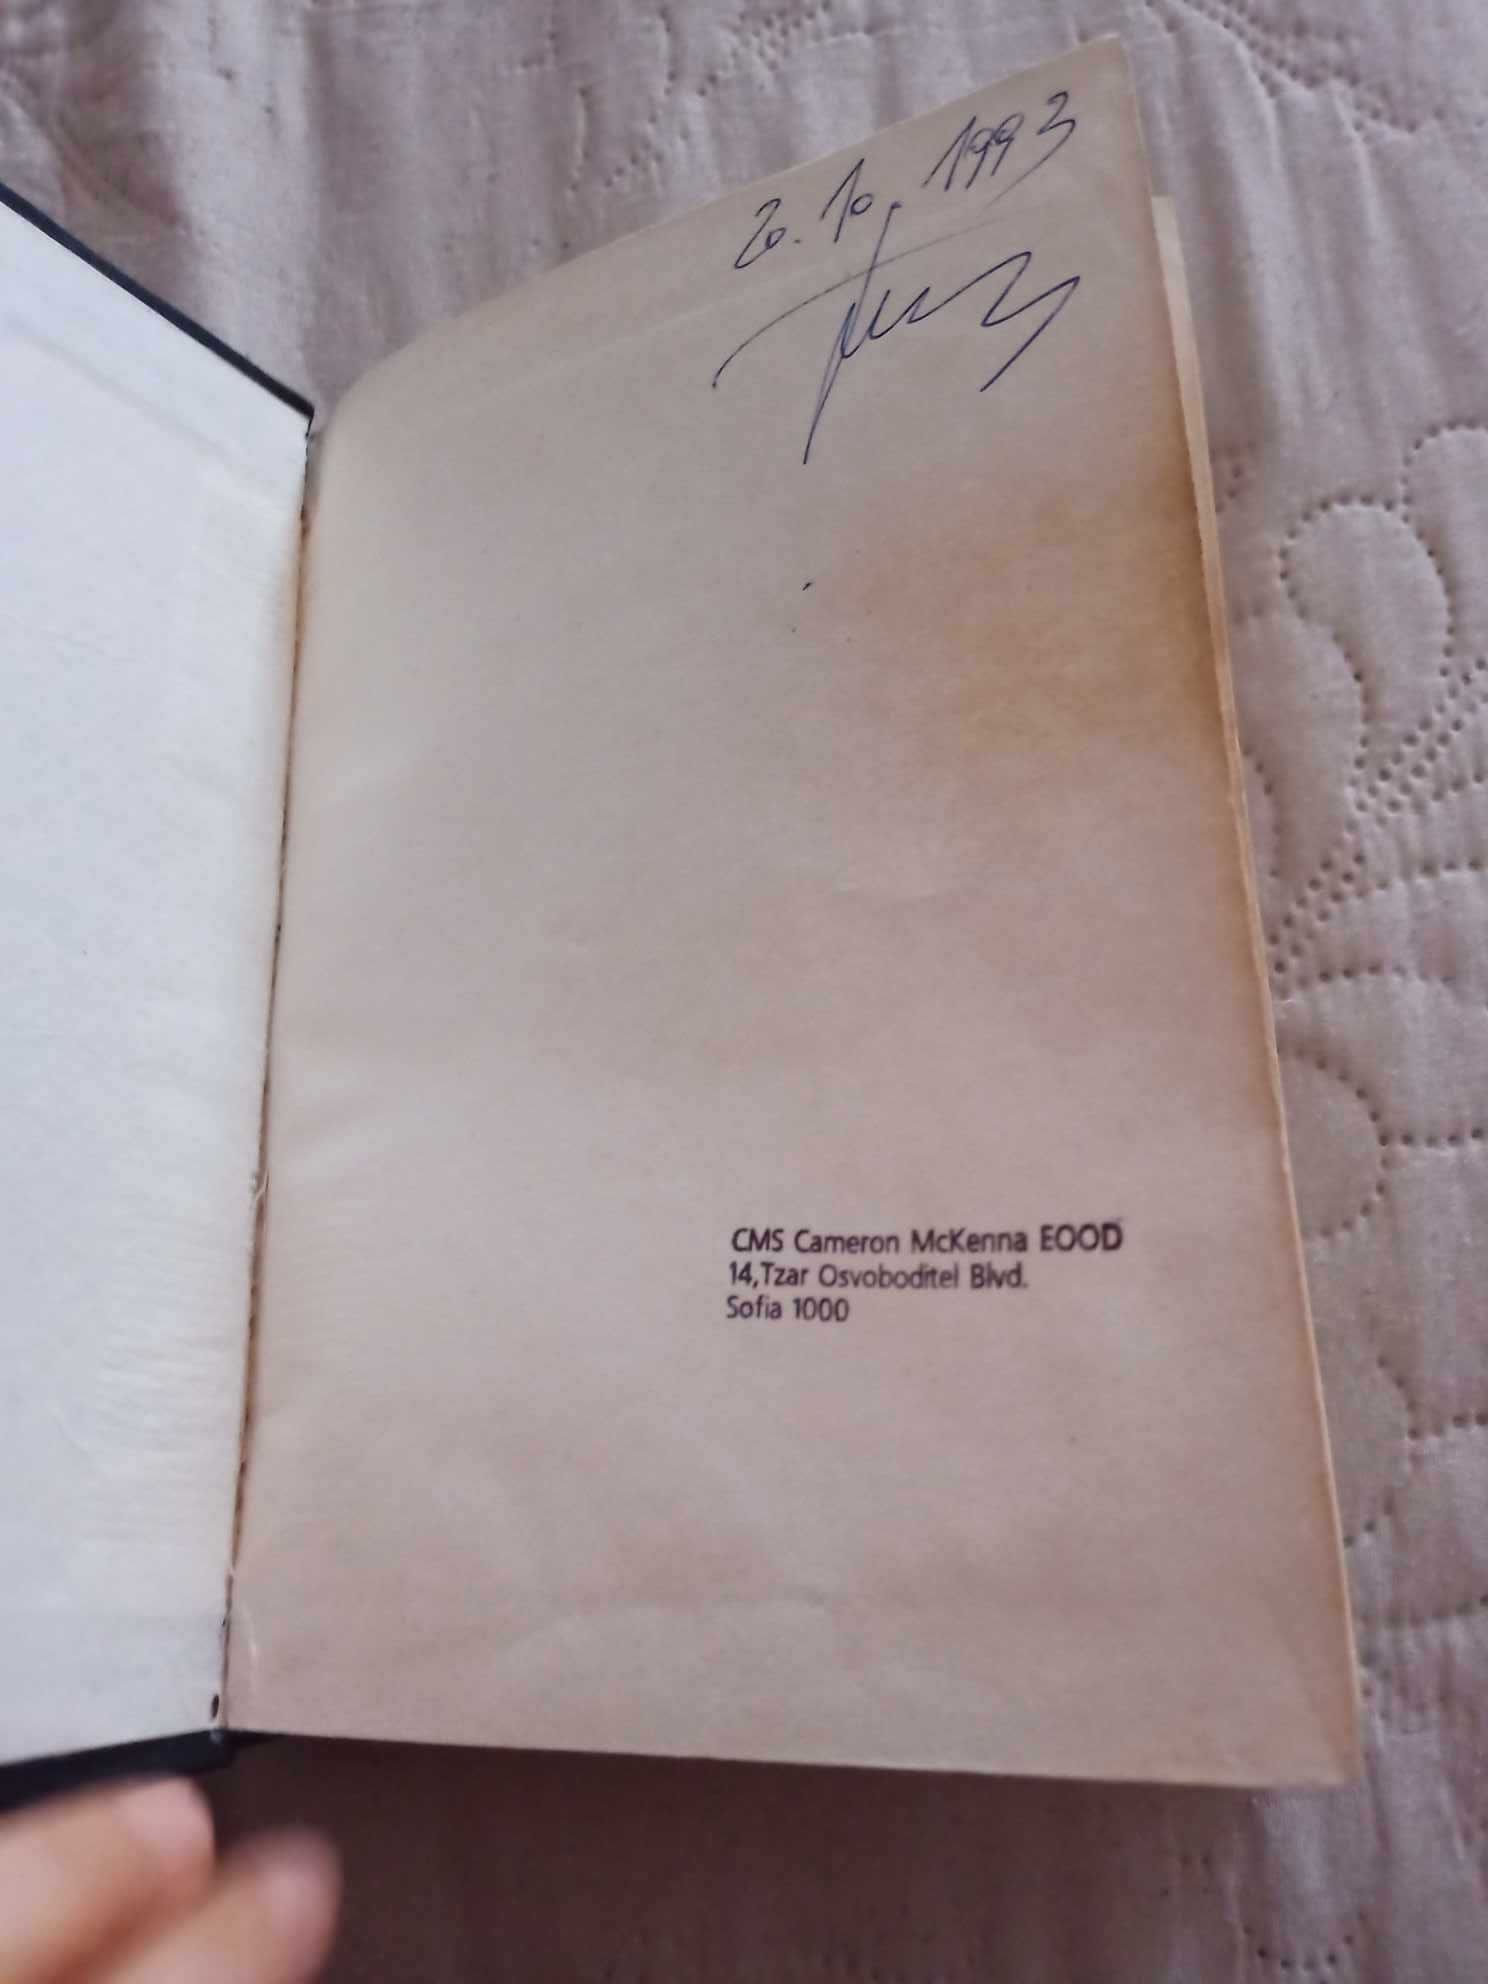 20.10.1993
CMS Cameron McKenna EOOD
14,Tzar Osvoboditel Blvd.
Sofia 1000